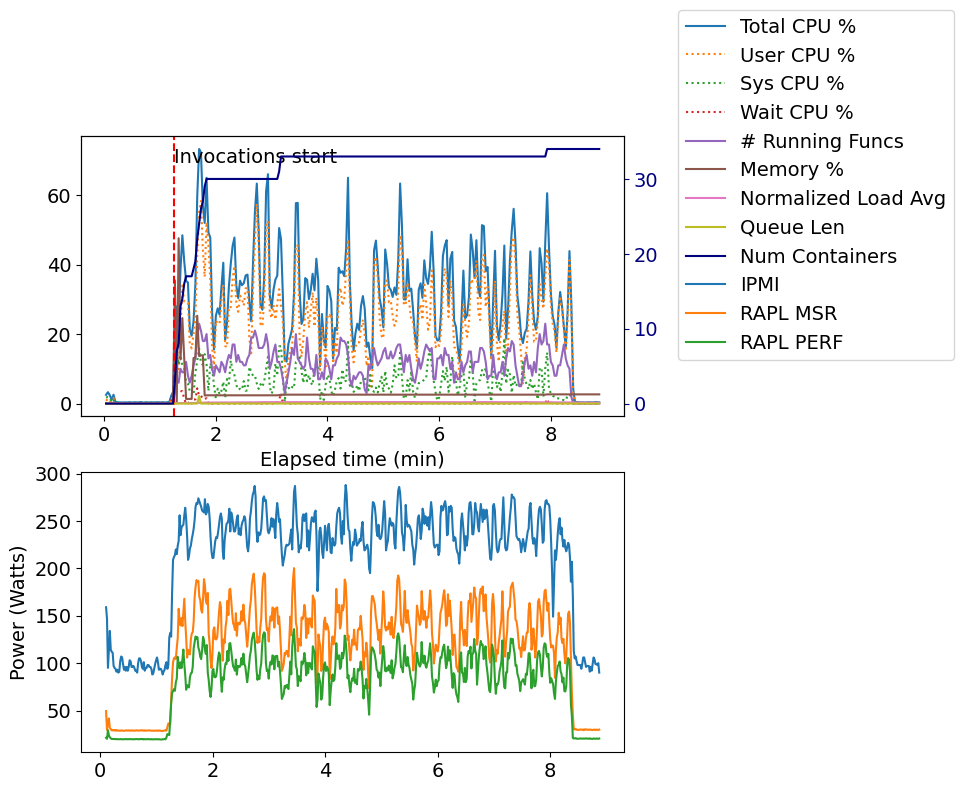 Total CPU %
User CPU %
Sys CPU %
Wait CPU %
# Running Funcs
Memory %
Normalized Load Avg
Queue Len
Num Containers
IPMI
RAPL MSR
RAPL PERF
Invocations start
60
40
20
0
30
20
10
0
0 2 4 6 8
Elapsed time (min)
300
250
200
150
100
50
Power (Watts)
0 2 4 6 8